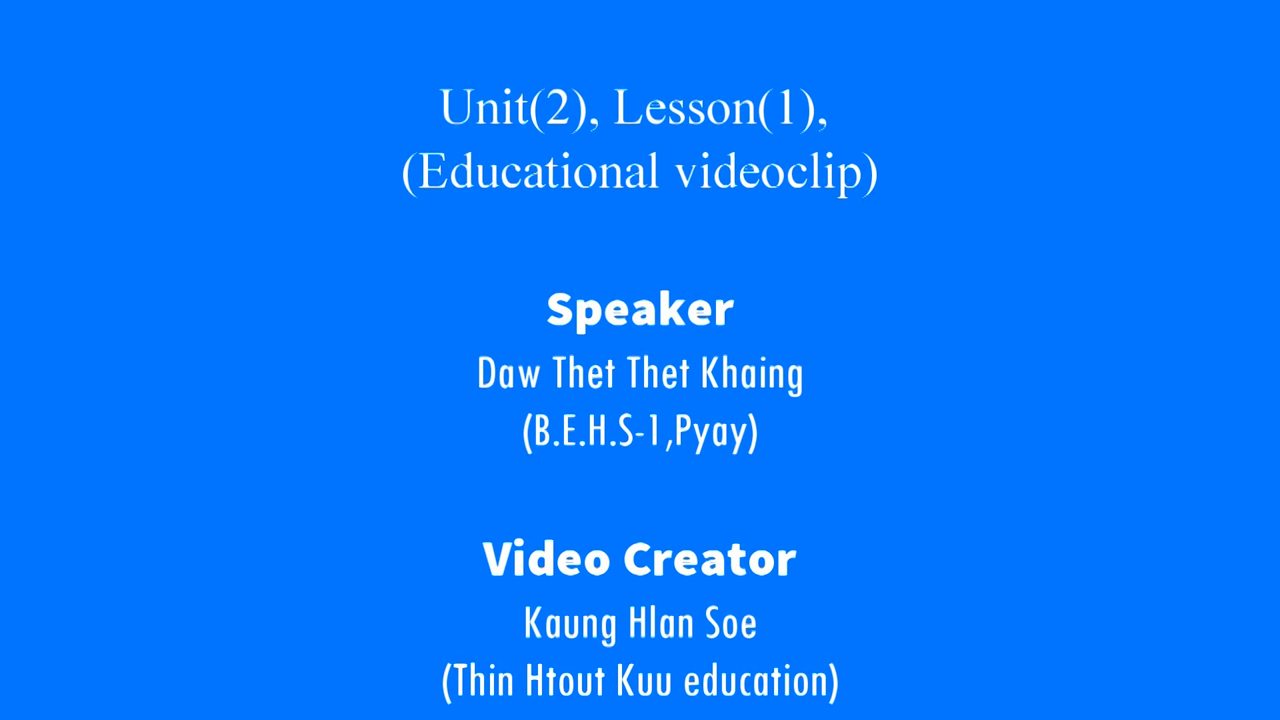 Unit(2), Lesson(1),
(Educational videoclip)
Speaker
Daw Thet Thet Khaing
(B.E.H.S-1,Pyay)
Video Creator
Kaung Hlan Soe
(Thin Htout Kuu education)